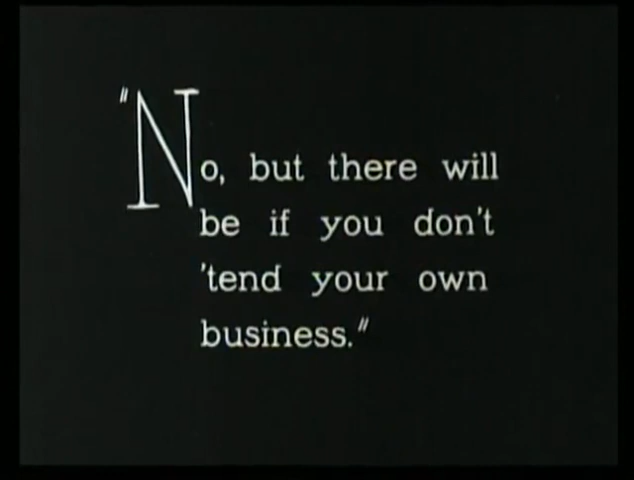 "No, but there will
be if you don't
'tend your own
business."